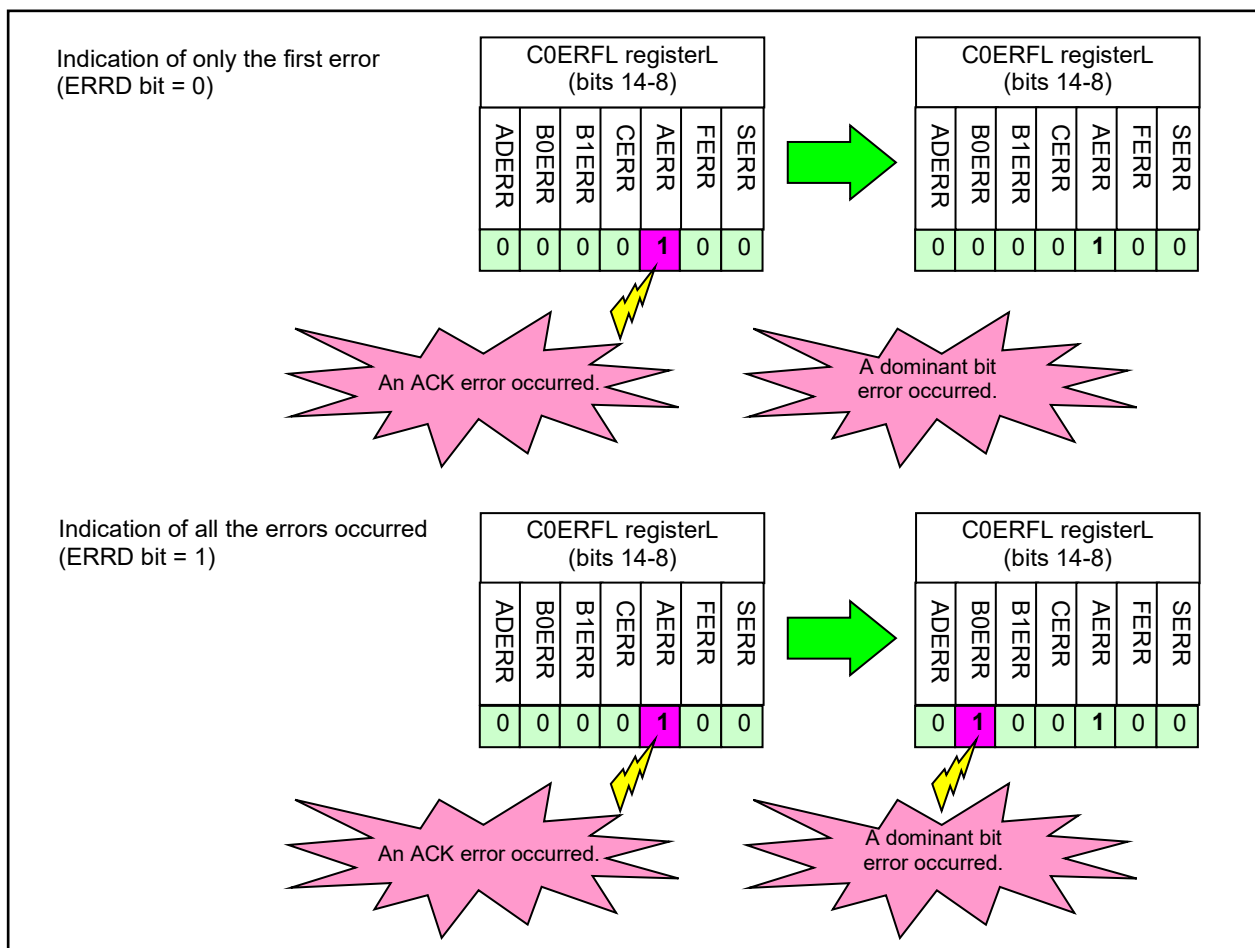 Indication of only the first error
(ERRD bit = 0)
C0ERFL registerL
(bits 14-8)
ADERR B0ERR B1ERR CERR AERR FERR SERR
0 0 0 0 1 0 0
C0ERFL registerL
(bits 14-8)
ADERR B0ERR B1ERR CERR AERR FERR SERR
0 0 0 0 1 0 0
An ACK error occurred.
A dominant bit
error occurred.
Indication of all the errors occurred
(ERRD bit = 1)
C0ERFL registerL
(bits 14-8)
ADERR B0ERR B1ERR CERR AERR FERR SERR
0 0 0 0 1 0 0
C0ERFL registerL
(bits 14-8)
ADERR B0ERR B1ERR CERR AERR FERR SERR
0 1 0 0 1 0 0
An ACK error occurred.
A dominant bit
error occurred.